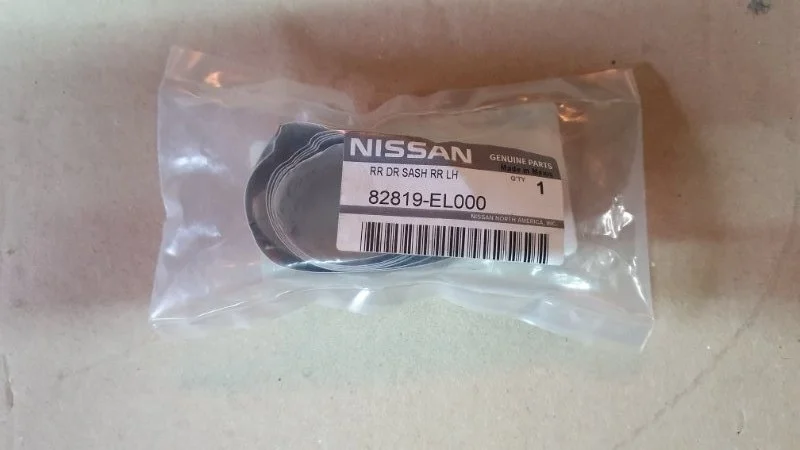 NISSAN
GENUINE PARTS
Made in Mexico
RR DR SASH RR LH
Q'TY 1
82819-EL000
NISSAN NORTH AMERICA, INC.